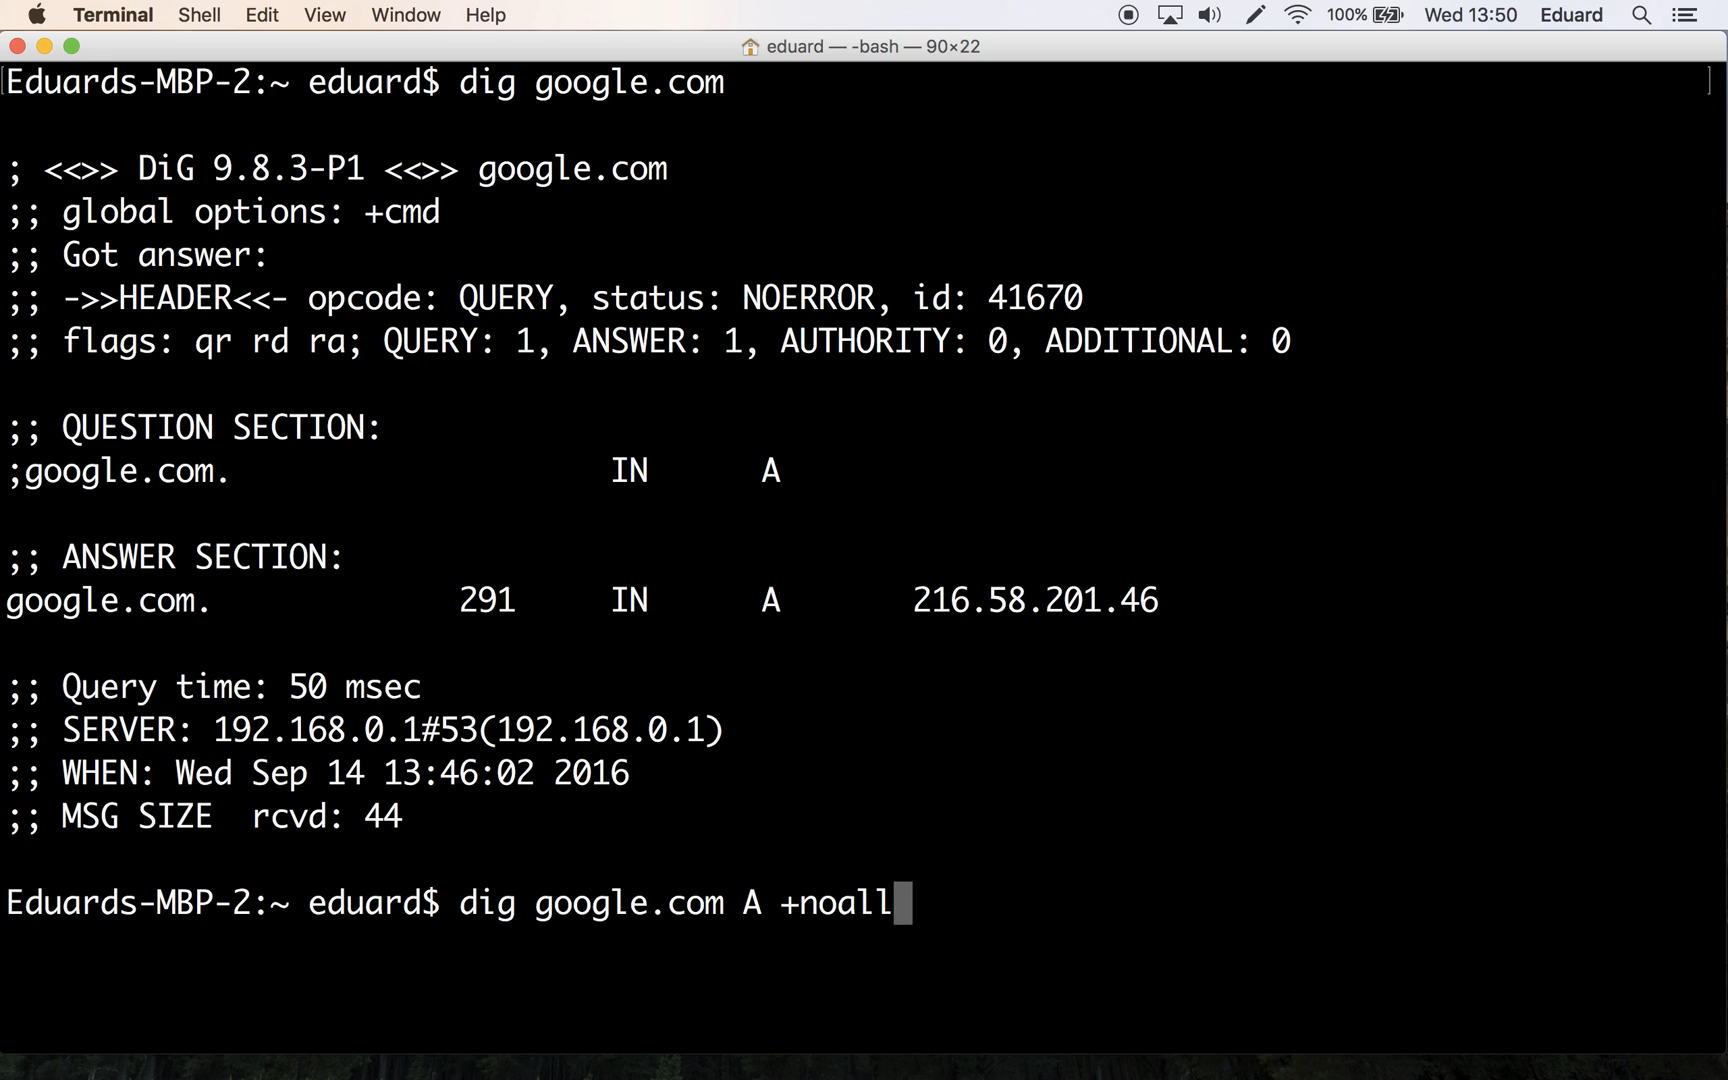 Terminal Shell Edit View Window Help 100% Wed 13:50 Eduard
eduard — -bash — 90×22
Eduards-MBP-2:~ eduard$ dig google.com
; <<>> DiG 9.8.3-P1 <<>> google.com
;; global options: +cmd
;; Got answer:
;; ->>HEADER<<- opcode: QUERY, status: NOERROR, id: 41670
;; flags: qr rd ra; QUERY: 1, ANSWER: 1, AUTHORITY: 0, ADDITIONAL: 0
;; QUESTION SECTION:
;google.com. IN A
;; ANSWER SECTION:
google.com. 291 IN A 216.58.201.46
;; Query time: 50 msec
;; SERVER: 192.168.0.1#53(192.168.0.1)
;; WHEN: Wed Sep 14 13:46:02 2016
;; MSG SIZE rcvd: 44
Eduards-MBP-2:~ eduard$ dig google.com A +noall